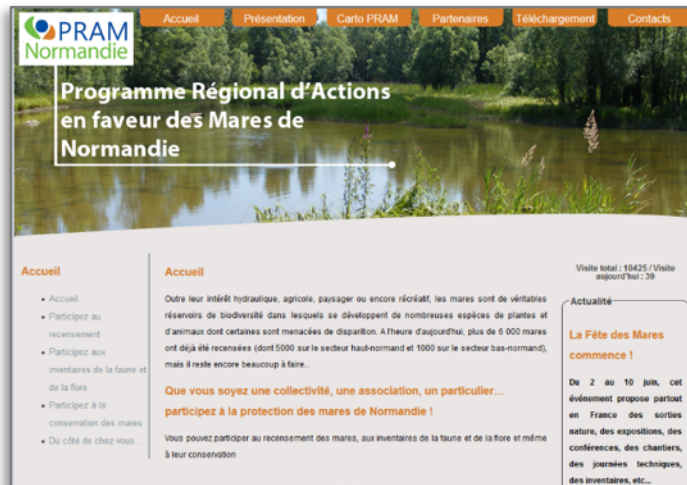 PRAM
Normandie
Accueil
Présentation
Carto PRAM
Partenaires
Téléchargement
Contacts
Programme Régional d'Actions
en faveur des Mares de
Normandie
Accueil
• Accueil
• Participez au
recensement
• Participez aux
inventaires de la faune et
de la flore
• Participez à la
conservation des mares
• Du côté de chez vous...
Accueil
Outre leur intérêt hydraulique, agricole, paysager ou encore récréatif, les mares sont de véritables
réservoirs de biodiversité dans lesquels se développent de nombreuses espèces de plantes et
d'animaux dont certaines sont menacées de disparition. A l'heure d'aujourd'hui, plus de 6 000 mares
ont déjà été recensées (dont 5000 sur le secteur haut-normand et 1000 sur le secteur bas-normand),
mais il reste encore beaucoup à faire...
Que vous soyez une collectivité, une association, un particulier...
participez à la protection des mares de Normandie !
Vous pouvez participer au recensement des mares, aux inventaires de la faune et de la flore et même
à leur conservation
Visite total : 10425 / Visite
aujourd'hui : 39
Actualité
La Fête des Mares
commence !
Du 2 au 10 juin, cet
événement propose partout
en France des sorties
nature, des expositions, des
conférences, des chantiers,
des journées techniques,
des inventaires, etc...